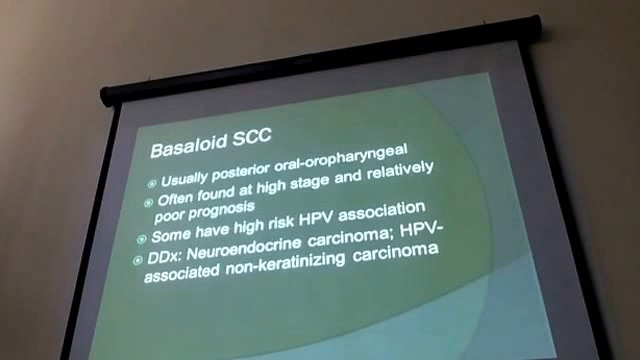 Basaloid SCC
Usually posterior oral-oropharyngeal
Often found at high stage and relatively
poor prognosis
Some have high risk HPV association
DDx: Neuroendocrine carcinoma; HPV-
associated non-keratinizing carcinoma